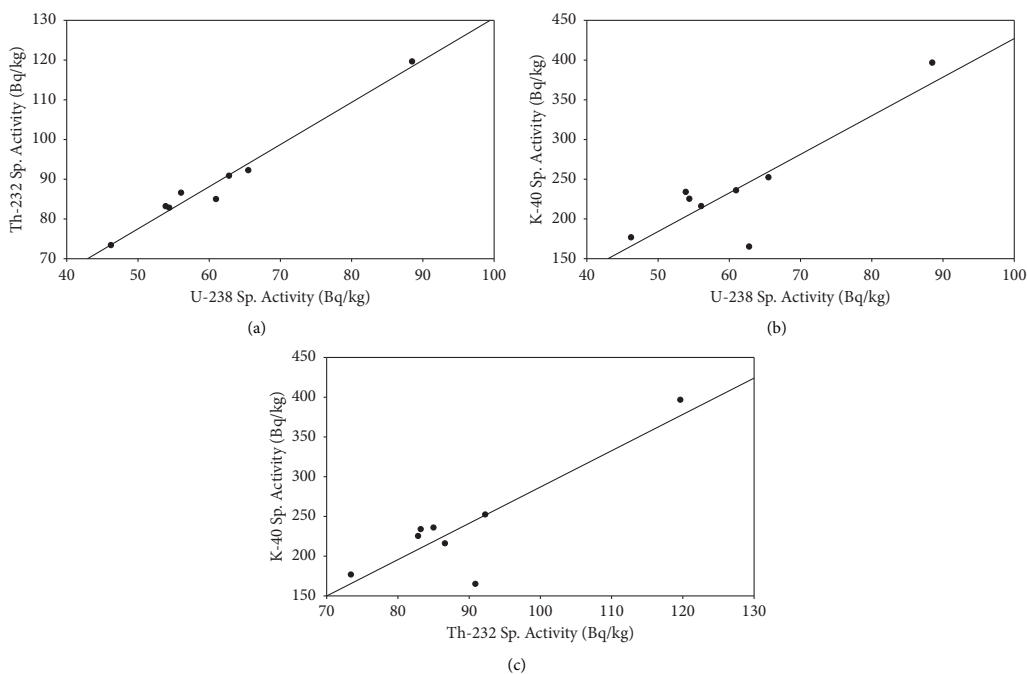 130
120
110
100
90
80
70
Th-232 Sp. Activity (Bq/kg)
40 50 60 70 80 90 100
U-238 Sp. Activity (Bq/kg)
(a)
450
400
350
300
250
200
150
K-40 Sp. Activity (Bq/kg)
40 50 60 70 80 90 100
U-238 Sp. Activity (Bq/kg)
(b)
450
400
350
300
250
200
150
K-40 Sp. Activity (Bq/kg)
70 80 90 100 110 120 130
Th-232 Sp. Activity (Bq/kg)
(c)